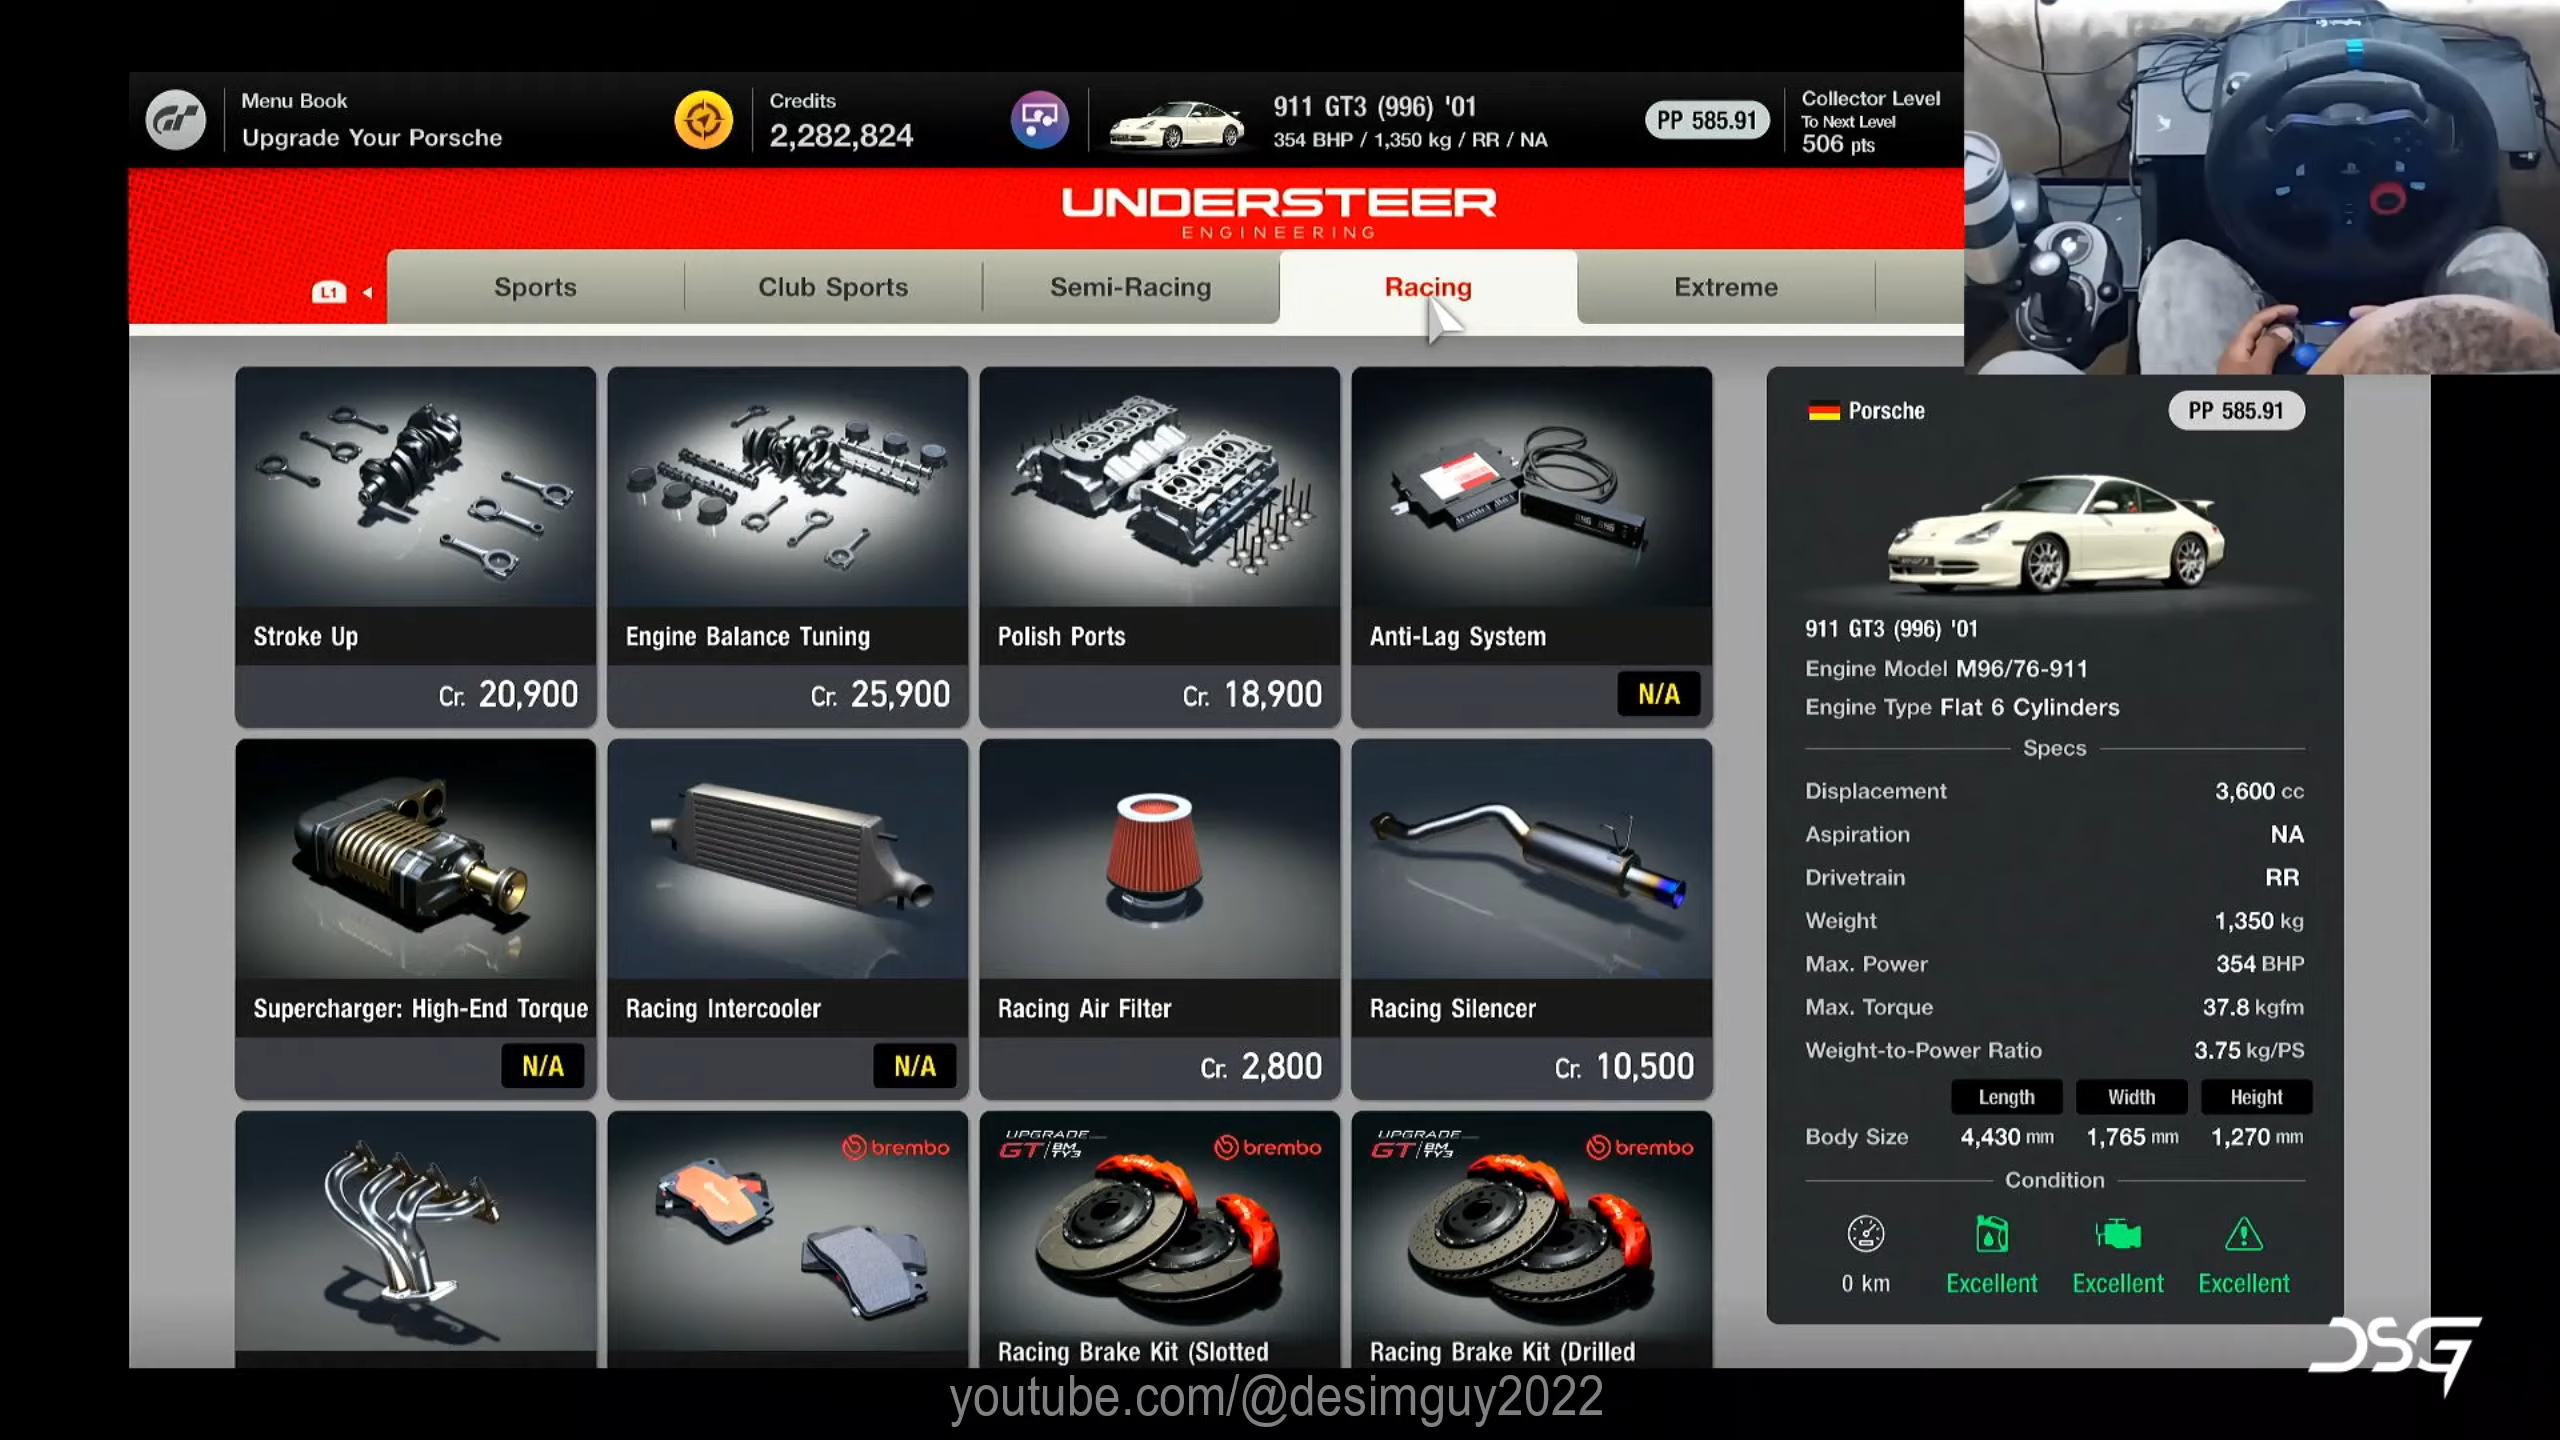 Menu Book
Upgrade Your Porsche
Credits
2,282,824
911 GT3 (996) '01
354 BHP / 1,350 kg / RR / NA
PP 585.91
Collector Level
To Next Level
506 pts
UNDERSTEER
ENGINEERING
L1
Sports
Club Sports
Semi-Racing
Racing
Extreme
Stroke Up
Cr. 20,900
Engine Balance Tuning
Cr. 25,900
Polish Ports
Cr. 18,900
Anti-Lag System
N/A
Supercharger: High-End Torque
N/A
Racing Intercooler
N/A
Racing Air Filter
Cr. 2,800
Racing Silencer
Cr. 10,500
brembo
UPGRADE
GT
brembo
Racing Brake Kit (Slotted
UPGRADE
GT
brembo
Racing Brake Kit (Drilled
Porsche
PP 585.91
911 GT3 (996) '01
Engine Model M96/76-911
Engine Type Flat 6 Cylinders
Specs
Displacement 3,600 cc
Aspiration NA
Drivetrain RR
Weight 1,350 kg
Max. Power 354 BHP
Max. Torque 37.8 kgfm
Weight-to-Power Ratio 3.75 kg/PS
Length Width Height
Body Size 4,430 mm 1,765 mm 1,270 mm
Condition
0 km Excellent Excellent Excellent
DSG
youtube.com/@desimguy2022